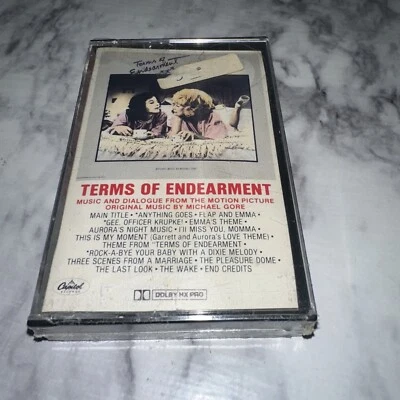 Terms of
Endearment
TERMS OF ENDEARMENT
MUSIC AND DIALOGUE FROM THE MOTION PICTURE
ORIGINAL MUSIC BY MICHAEL GORE
MAIN TITLE • *ANYTHING GOES • FLAP AND EMMA •
*GEE, OFFICER KRUPKE! • EMMA'S THEME •
AURORA'S NIGHT MUSIC • I'LL MISS YOU, MOMMA •
THIS IS MY MOMENT (Garrett and Aurora's LOVE THEME) •
THEME FROM "TERMS OF ENDEARMENT •
*ROCK-A-BYE YOUR BABY WITH A DIXIE MELODY •
THREE SCENES FROM A MARRIAGE • THE PLEASURE DOME •
THE LAST LOOK • THE WAKE • END CREDITS
Capitol
RECORDS
DOLBY HX PRO